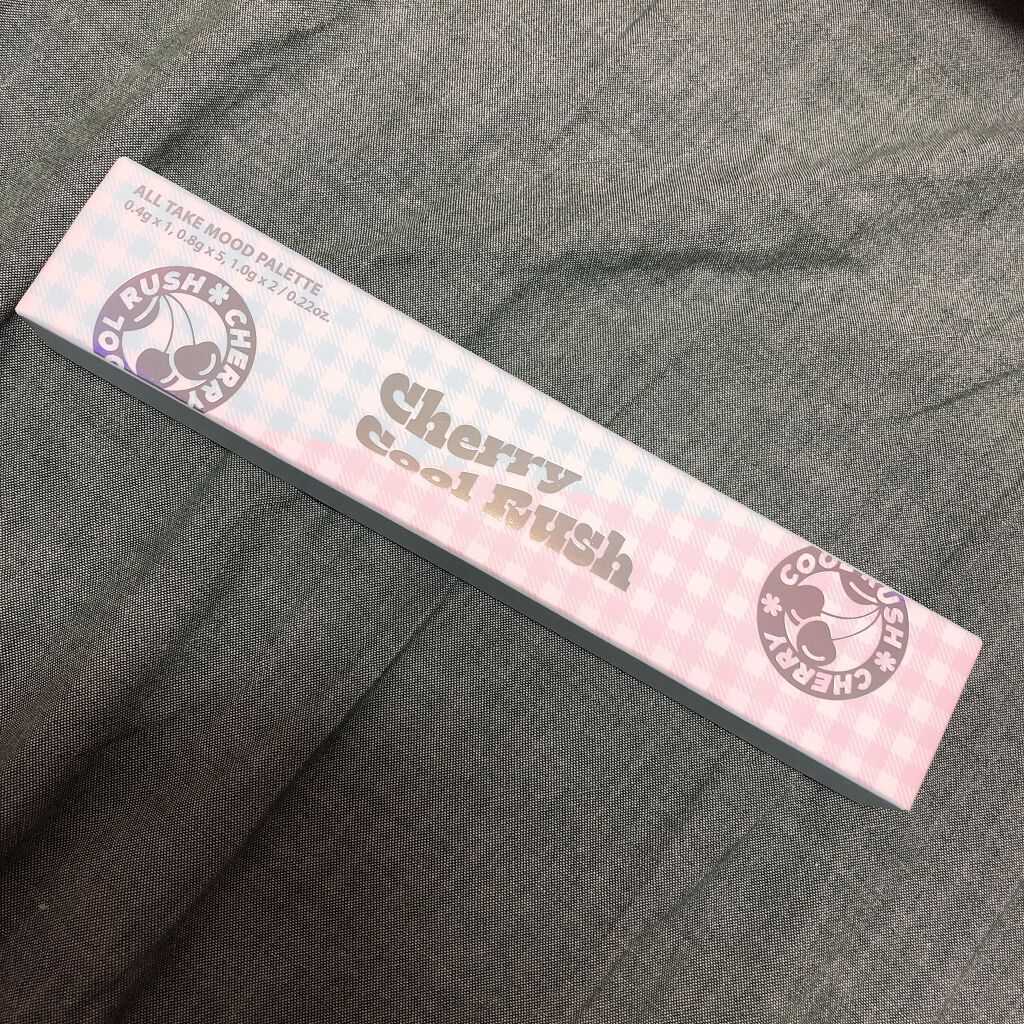 ALL TAKE MOOD PALETTE
0.4g x 1, 0.8g x 5, 1.0g x 2 / 0.22oz.
COOL RUSH * CHERRY
Cherry
Cool Rush
COOL RUSH * CHERRY *